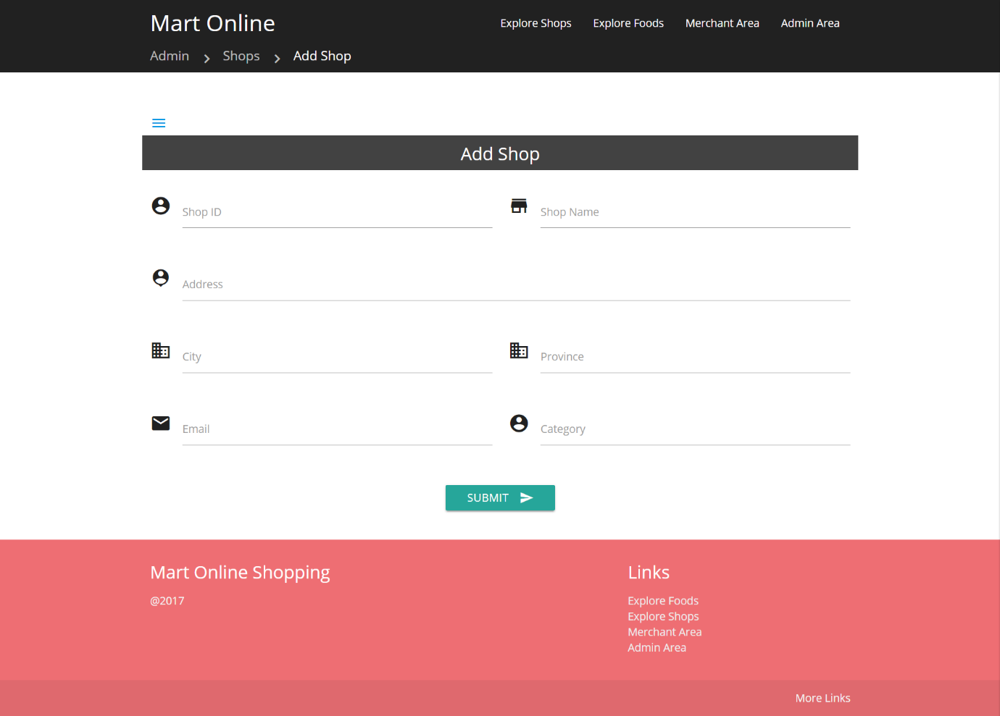 Mart Online
Explore Shops Explore Foods Merchant Area Admin Area
Admin Shops Add Shop
Add Shop
Shop ID Shop Name
Address
City Province
Email Category
SUBMIT
Mart Online Shopping
@2017
Links
Explore Foods
Explore Shops
Merchant Area
Admin Area
More Links